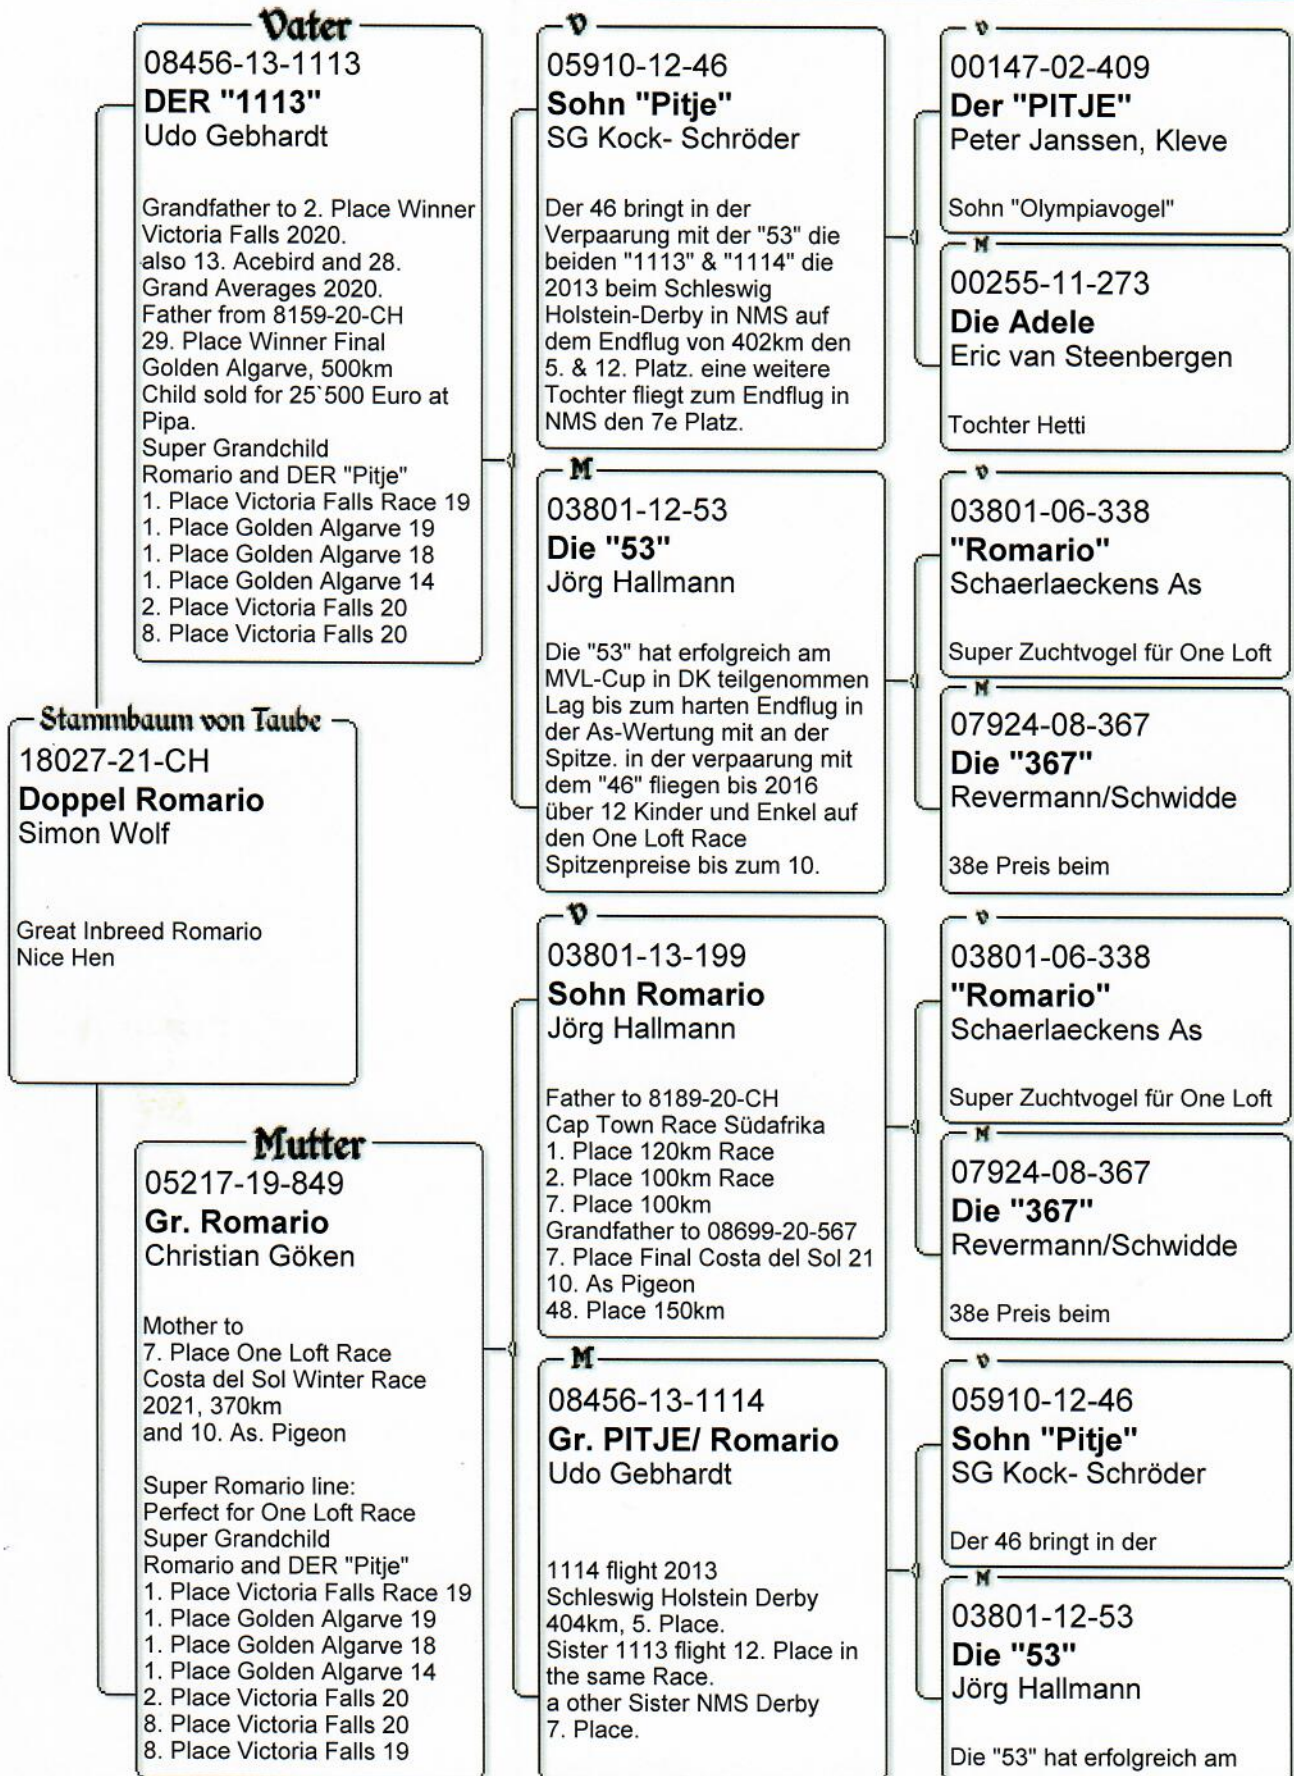 Vater
08456-13-1113
DER "1113"
Udo Gebhardt
Grandfather to 2. Place Winner
Victoria Falls 2020.
also 13. Acebird and 28.
Grand Averages 2020.
Father from 8159-20-CH
29. Place Winner Final
Golden Algarve, 500km
Child sold for 25`500 Euro at
Pipa.
Super Grandchild
Romario and DER "Pitje"
1. Place Victoria Falls Race 19
1. Place Golden Algarve 19
1. Place Golden Algarve 18
1. Place Golden Algarve 14
2. Place Victoria Falls 20
8. Place Victoria Falls 20
Stammbaum von Taube
18027-21-CH
Doppel Romario
Simon Wolf
Great Inbreed Romario
Nice Hen
Mutter
05217-19-849
Gr. Romario
Christian Göken
Mother to
7. Place One Loft Race
Costa del Sol Winter Race
2021, 370km
and 10. As. Pigeon
Super Romario line:
Perfect for One Loft Race
Super Grandchild
Romario and DER "Pitje"
1. Place Victoria Falls Race 19
1. Place Golden Algarve 19
1. Place Golden Algarve 18
1. Place Golden Algarve 14
2. Place Victoria Falls 20
8. Place Victoria Falls 20
8. Place Victoria Falls 19
V
05910-12-46
Sohn "Pitje"
SG Kock- Schröder
Der 46 bringt in der
Verpaarung mit der "53" die
beiden "1113" & "1114" die
2013 beim Schleswig
Holstein-Derby in NMS auf
dem Endflug von 402km den
5. & 12. Platz. eine weitere
Tochter fliegt zum Endflug in
NMS den 7e Platz.
M
03801-12-53
Die "53"
Jörg Hallmann
Die "53" hat erfolgreich am
MVL-Cup in DK teilgenommen
Lag bis zum harten Endflug in
der As-Wertung mit an der
Spitze. in der verpaarung mit
dem "46" fliegen bis 2016
über 12 Kinder und Enkel auf
den One Loft Race
Spitzenpreise bis zum 10.
V
03801-13-199
Sohn Romario
Jörg Hallmann
Father to 8189-20-CH
Cap Town Race Südafrika
1. Place 120km Race
2. Place 100km Race
7. Place 100km
Grandfather to 08699-20-567
7. Place Final Costa del Sol 21
10. As Pigeon
48. Place 150km
M
08456-13-1114
Gr. PITJE/ Romario
Udo Gebhardt
1114 flight 2013
Schleswig Holstein Derby
404km, 5. Place.
Sister 1113 flight 12. Place in
the same Race.
a other Sister NMS Derby
7. Place.
V
00147-02-409
Der "PITJE"
Peter Janssen, Kleve
Sohn "Olympiavogel"
M
00255-11-273
Die Adele
Eric van Steenbergen
Tochter Hetti
V
03801-06-338
"Romario"
Schaerlaeckens As
Super Zuchtvogel für One Loft
M
07924-08-367
Die "367"
Revermann/Schwidde
38e Preis beim
V
03801-06-338
"Romario"
Schaerlaeckens As
Super Zuchtvogel für One Loft
M
07924-08-367
Die "367"
Revermann/Schwidde
38e Preis beim
V
05910-12-46
Sohn "Pitje"
SG Kock- Schröder
Der 46 bringt in der
M
03801-12-53
Die "53"
Jörg Hallmann
Die "53" hat erfolgreich am